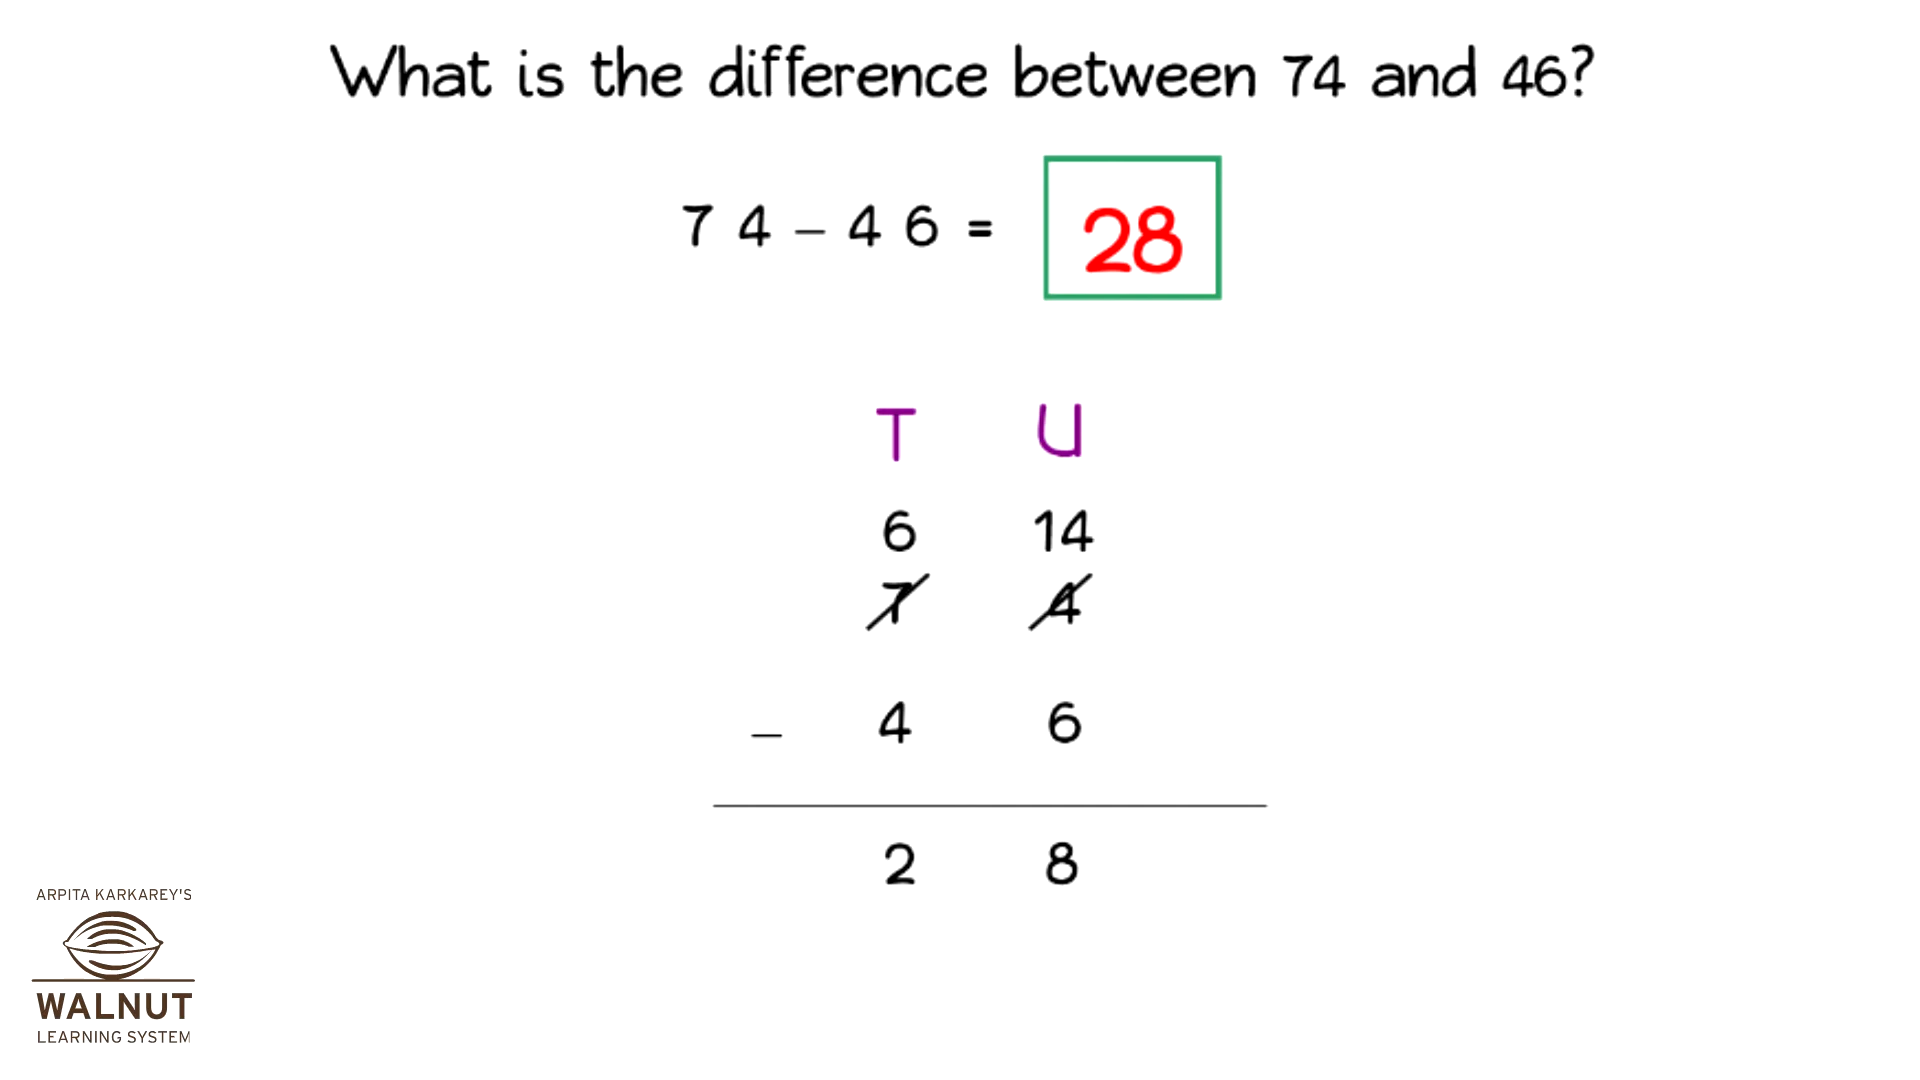 What is the difference between 74 and 46?
7 4 – 4 6 = 28
T U
6 14
7 4
– 4 6
2 8
ARPITA KARKAREY'S
WALNUT
LEARNING SYSTEM